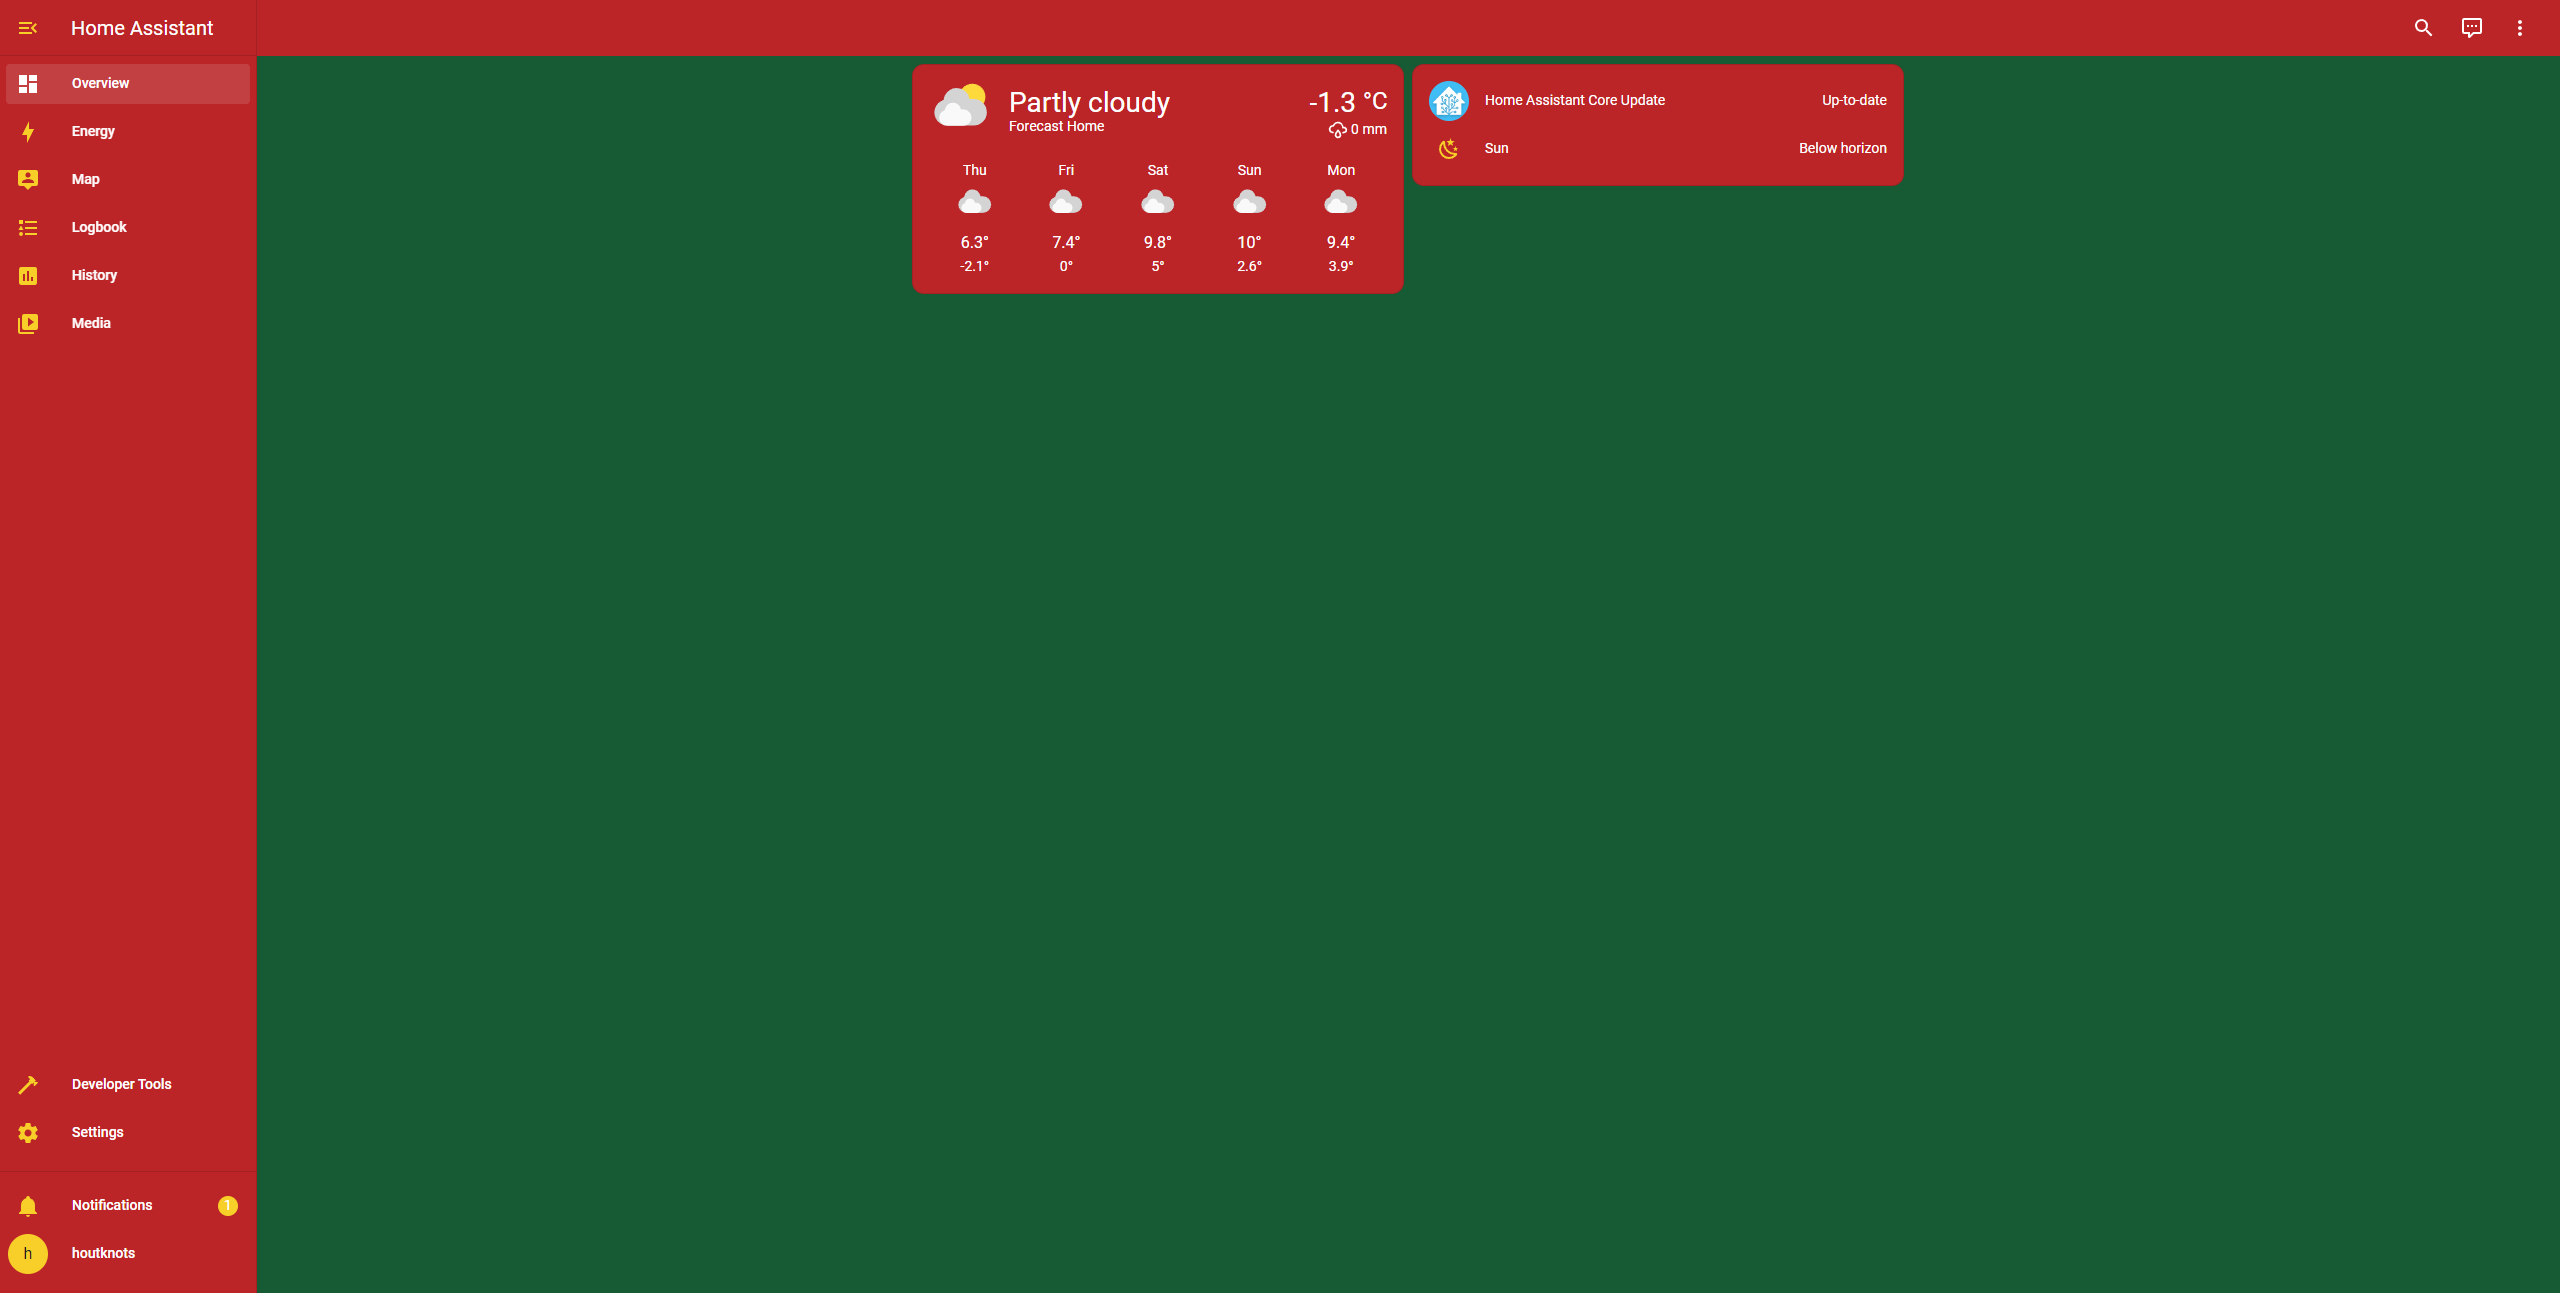 Home Assistant
Overview
Energy
Map
Logbook
History
Media
Developer Tools
Settings
Notifications 1
h houtknots
Partly cloudy -1.3 °C
Forecast Home 0 mm
Thu Fri Sat Sun Mon
6.3° 7.4° 9.8° 10° 9.4°
-2.1° 0° 5° 2.6° 3.9°
Home Assistant Core Update Up-to-date
Sun Below horizon